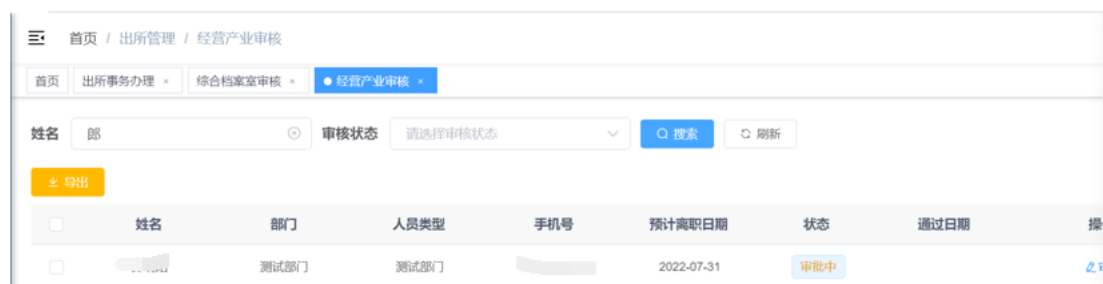 首页 / 出所管理 / 经营产业审核
首页 出所事务办理 × 综合档案室审核 × 经营产业审核 ×
姓名 郎 审核状态 请选择审核状态 搜索 刷新
导出
姓名 部门 人员类型 手机号 预计离职日期 状态 通过日期
测试部门 测试部门 2022-07-31 审批中